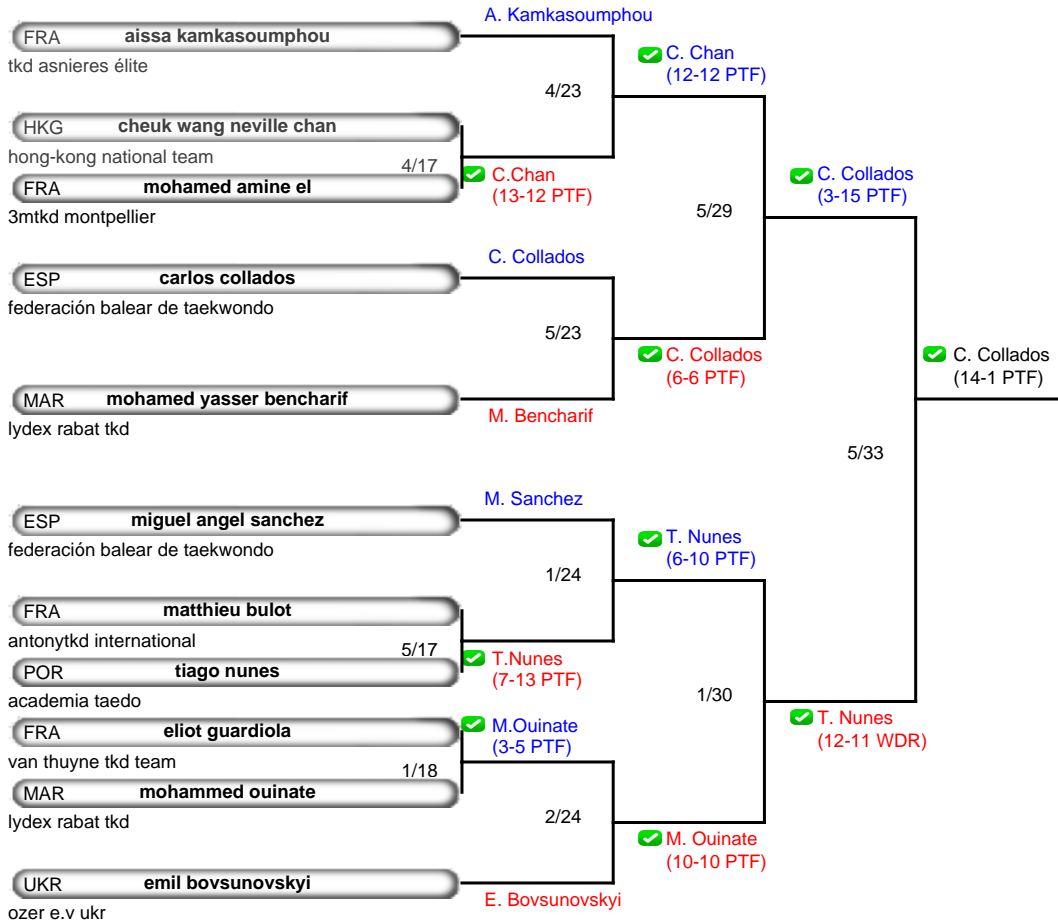 A. Kamkasoumphou
FRA aissa kamkasoumphou
tkd asnieres élite
C. Chan
(12-12 PTF)
4/23
HKG cheuk wang neville chan
hong-kong national team
4/17
C.Chan
(13-12 PTF)
FRA mohamed amine el
3mtkd montpellier
C. Collados
(3-15 PTF)
5/29
C. Collados
ESP carlos collados
federación balear de taekwondo
5/23
C. Collados
(6-6 PTF)
C. Collados
(14-1 PTF)
MAR mohamed yasser bencharif
M. Bencharif
lydex rabat tkd
5/33
M. Sanchez
ESP miguel angel sanchez
federación balear de taekwondo
T. Nunes
(6-10 PTF)
1/24
FRA matthieu bulot
antonytkd international
5/17
T.Nunes
(7-13 PTF)
POR tiago nunes
academia taedo
1/30
T. Nunes
(12-11 WDR)
FRA eliot guardiola
M.Ouinate
(3-5 PTF)
van thuyne tkd team
1/18
MAR mohammed ouinate
lydex rabat tkd
2/24
M. Ouinate
(10-10 PTF)
UKR emil bovsunovskyi
E. Bovsunovskyi
ozer e.v ukr